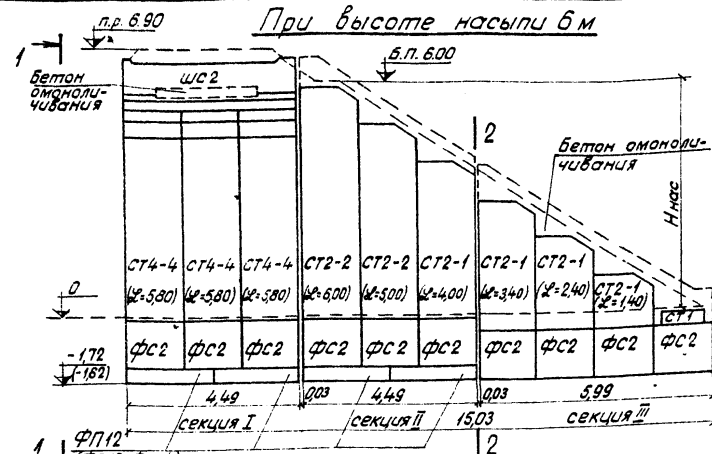 При высоте насыпи 6 м
п.р. 6.90
1
Б.П. 6.00
Бетон
омоноли-
чивания
шс2
2
Бетон омоноли-
чивания
Ннас
СТ4-4 СТ4-4 СТ4-4 СТ2-2 СТ2-2 СТ2-1 СТ2-1 СТ2-1 СТ2-1
(ℒ=5,80) (ℒ=5,80) (ℒ=5,80) (ℒ=6,00) (ℒ=5,00) (ℒ=4,00) (ℒ=3,40) (ℒ=2,40) (ℒ=1,40)
0
СТ1
фс2 фс2 фс2 фс2 фс2 фс2 фс2 фс2 фс2 фс2
-1,72
(-1,62)
4,49 0,03 4,49 0,03 5,99
секция I секция II 15,03 секция III
1 ФП12 2